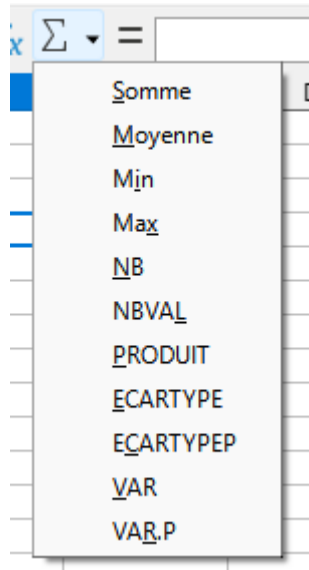 x Σ =
Somme
Moyenne
Min
Max
NB
NBVAL
PRODUIT
ECARTYPE
ECARTYPEP
VAR
VAR.P